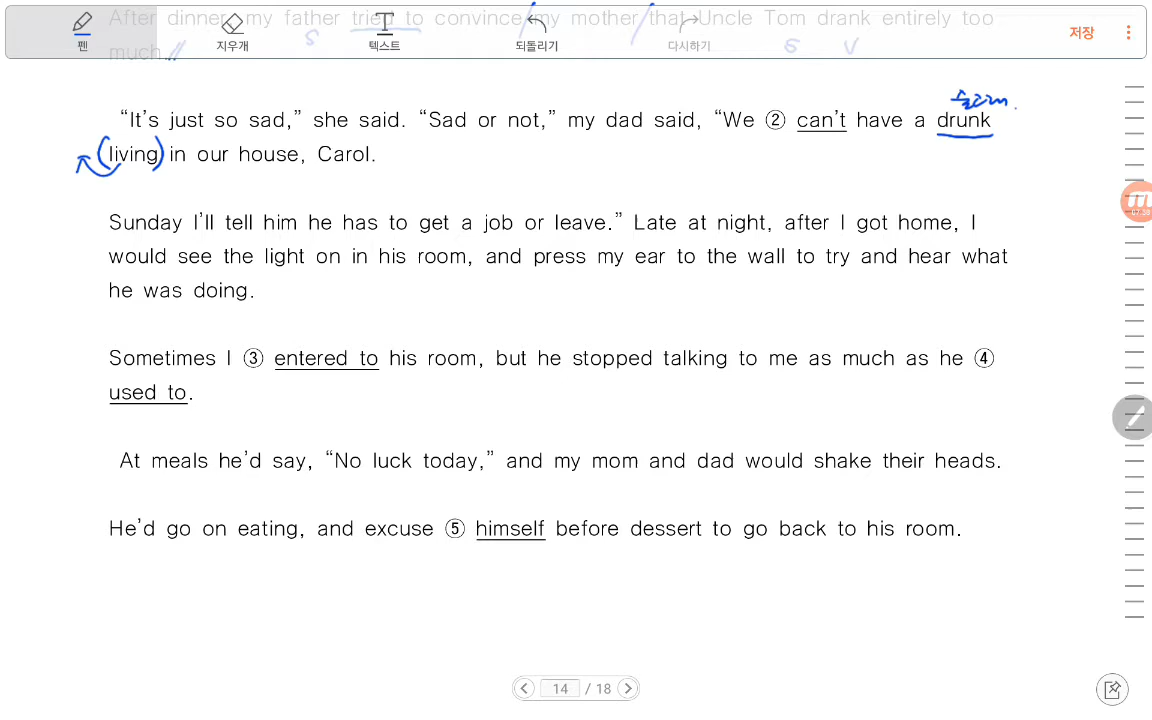 After dinner, my father tried to convince my mother that Uncle Tom drank entirely too
펜 지우개 텍스트 되돌리기 다시하기 저장
much.
S S V
“It’s just so sad,” she said. “Sad or not,” my dad said, “We ② can’t have a drunk
living in our house, Carol.
Sunday I’ll tell him he has to get a job or leave.” Late at night, after I got home, I
would see the light on in his room, and press my ear to the wall to try and hear what
he was doing.
Sometimes I ③ entered to his room, but he stopped talking to me as much as he ④
used to.
At meals he’d say, “No luck today,” and my mom and dad would shake their heads.
He’d go on eating, and excuse ⑤ himself before dessert to go back to his room.
14 / 18